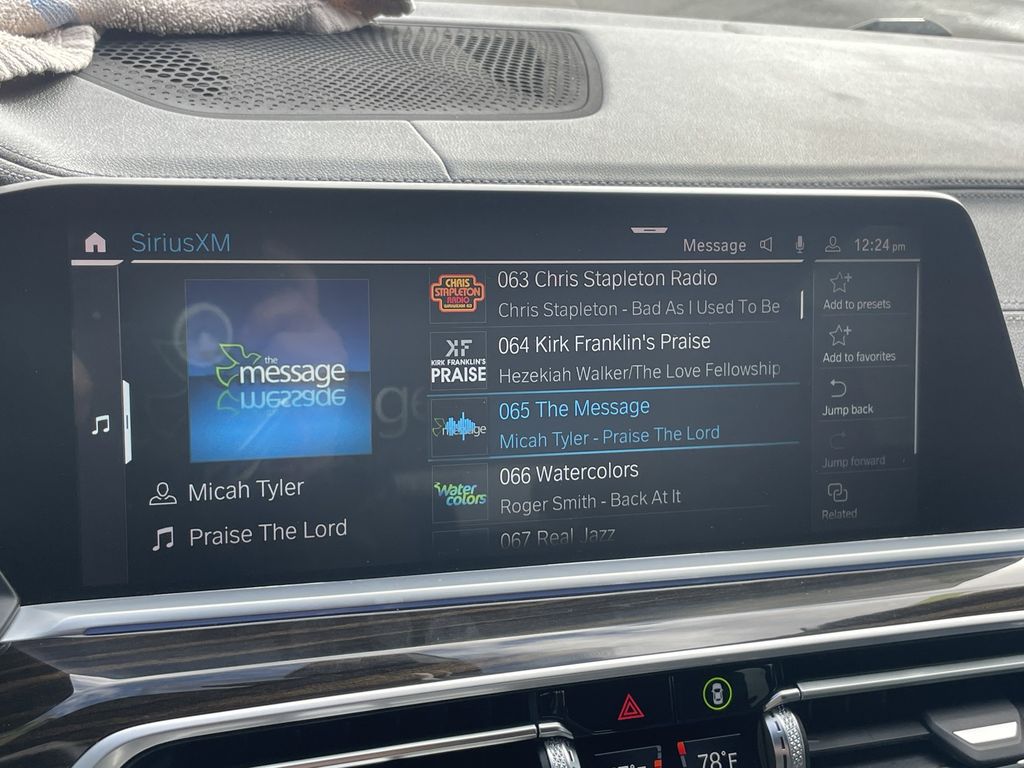 SiriusXM
Message
12:24 pm
the
message
Micah Tyler
Praise The Lord
CHRIS
STAPLETON
RADIO
063 Chris Stapleton Radio
Chris Stapleton - Bad As I Used To Be
KF
KIRK FRANKLIN'S
PRAISE
064 Kirk Franklin's Praise
Hezekiah Walker/The Love Fellowship
message
065 The Message
Micah Tyler - Praise The Lord
Water
colors
066 Watercolors
Roger Smith - Back At It
067 Real Jazz
Add to presets
Add to favorites
Jump back
Jump forward
Related
78°F